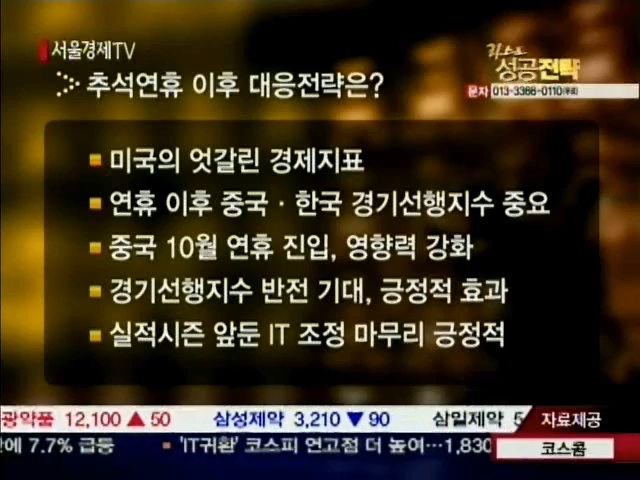 서울경제TV
성공전략
추석연휴 이후 대응전략은?
문자 013-3366-0110(무료)
미국의 엇갈린 경제지표
연휴 이후 중국 · 한국 경기선행지수 중요
중국 10월 연휴 진입, 영향력 강화
경기선행지수 반전 기대, 긍정적 효과
실적시즌 앞둔 IT 조정 마무리 긍정적
광약품 12,100 ▲ 50 삼성제약 3,210 ▼ 90 삼일제약 5 자료제공
에 7.7% 급등 'IT귀환' 코스피 연고점 더 높여…1,830 코스콤